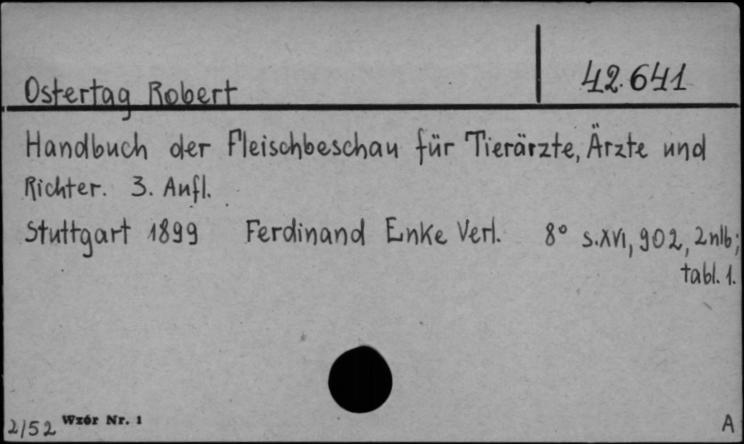 42.641
Ostertag Robert
Handbuch der Fleischbeschau für Tierärzte, Ärzte und
Richter. 3. Aufl.
Stuttgart 1899 Ferdinand Enke Verl. 8° s.XVI, 902, 2nlb;
tabl. 1.
2/52 Wzór Nr. 1 A